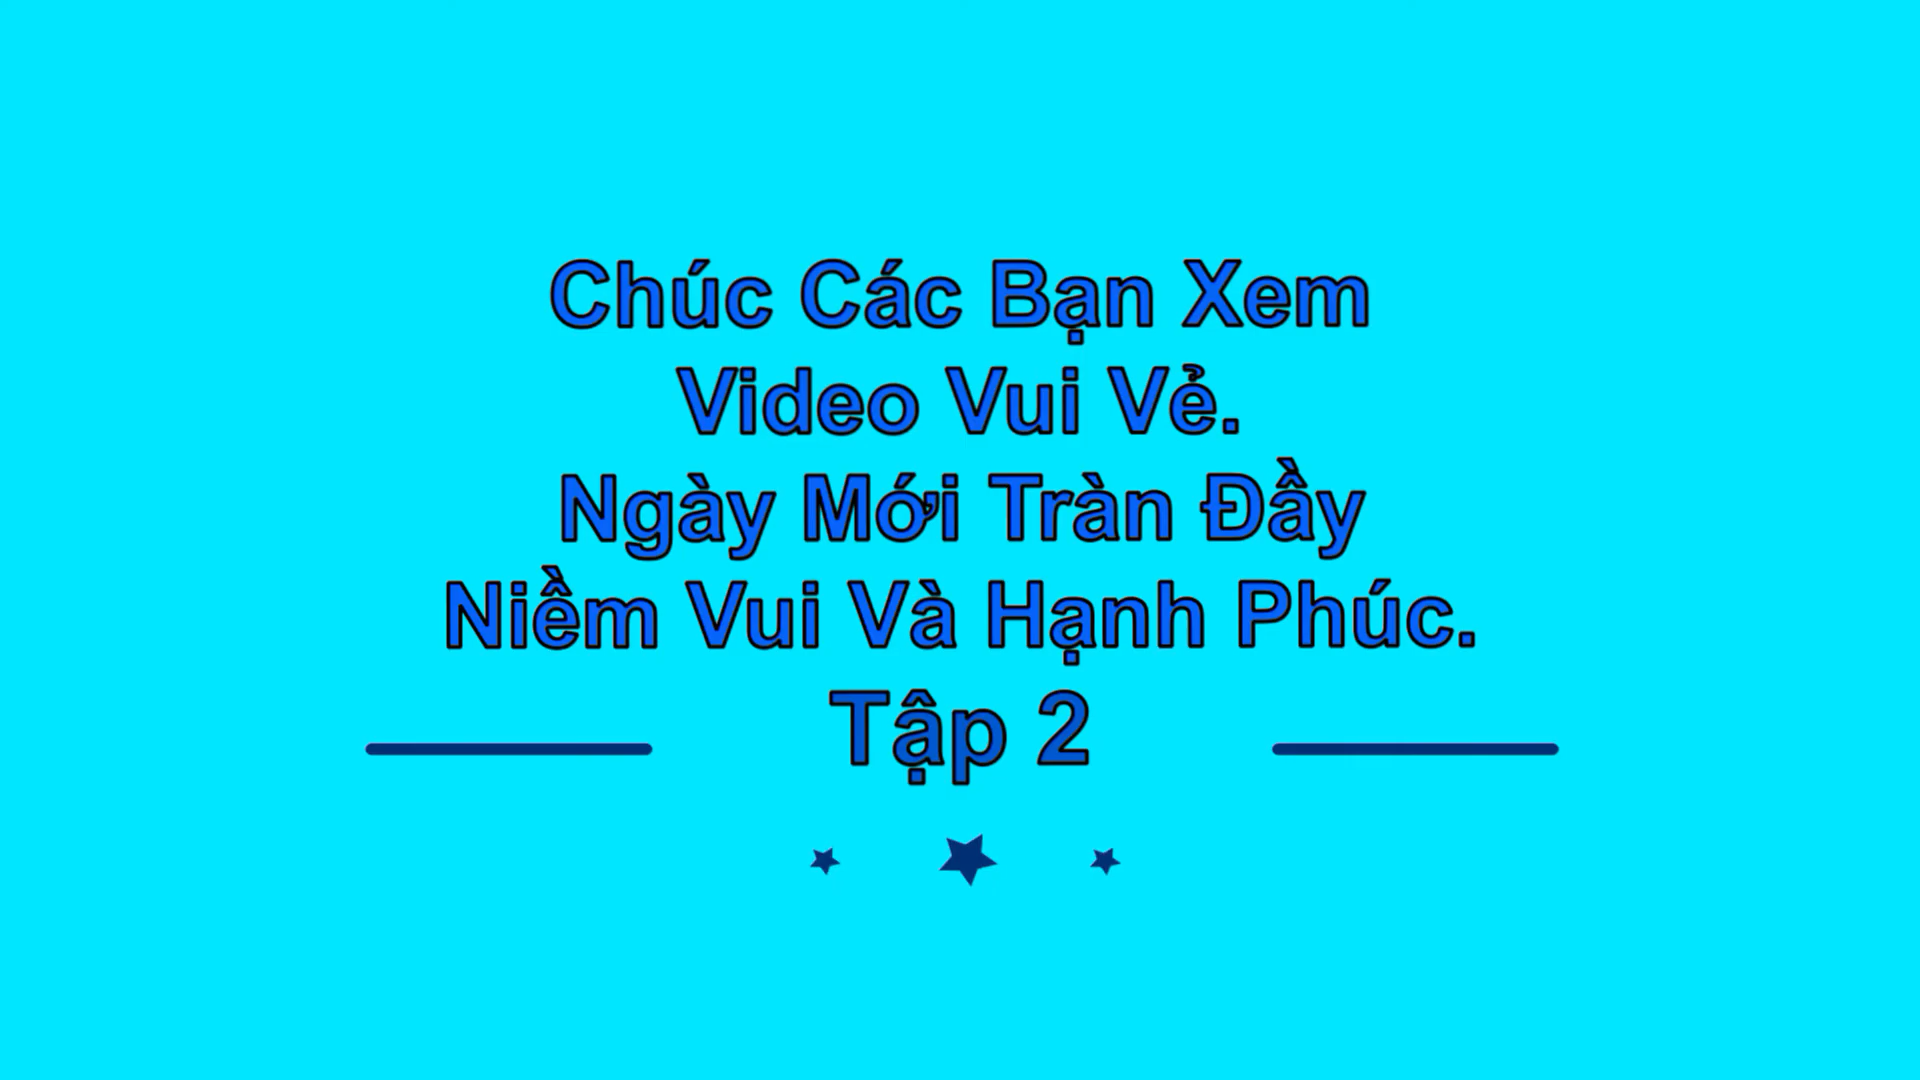 Chúc Các Bạn Xem
Video Vui Vẻ.
Ngày Mới Tràn Đầy
Niềm Vui Và Hạnh Phúc.
Tập 2